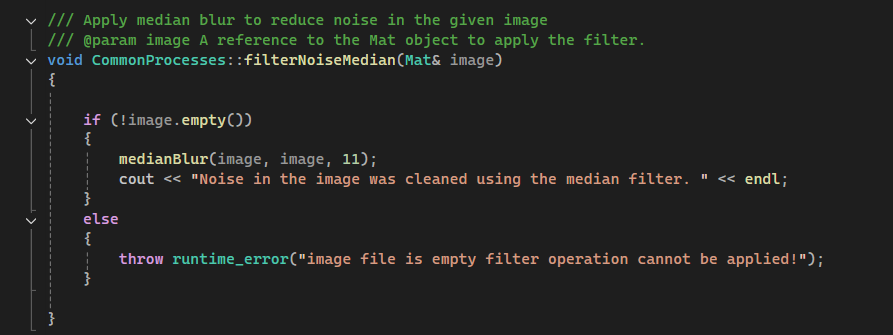 /// Apply median blur to reduce noise in the given image
/// @param image A reference to the Mat object to apply the filter.
void CommonProcesses::filterNoiseMedian(Mat& image)
{
if (!image.empty())
{
medianBlur(image, image, 11);
cout << "Noise in the image was cleaned using the median filter. " << endl;
}
else
{
throw runtime_error("image file is empty filter operation cannot be applied!");
}
}